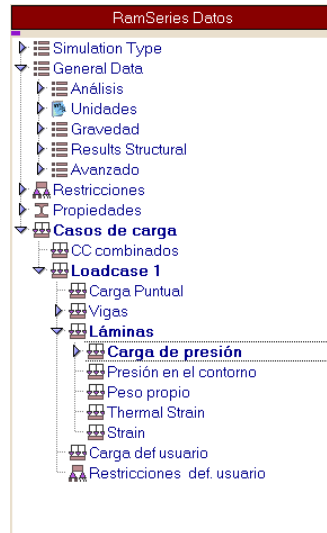 RamSeries Datos
Simulation Type
General Data
Análisis
Unidades
Gravedad
Results Structural
Avanzado
Restricciones
Propiedades
Casos de carga
CC combinados
Loadcase 1
Carga Puntual
Vigas
Láminas
Carga de presión
Presión en el contorno
Peso propio
Thermal Strain
Strain
Carga def usuario
Restricciones def. usuario